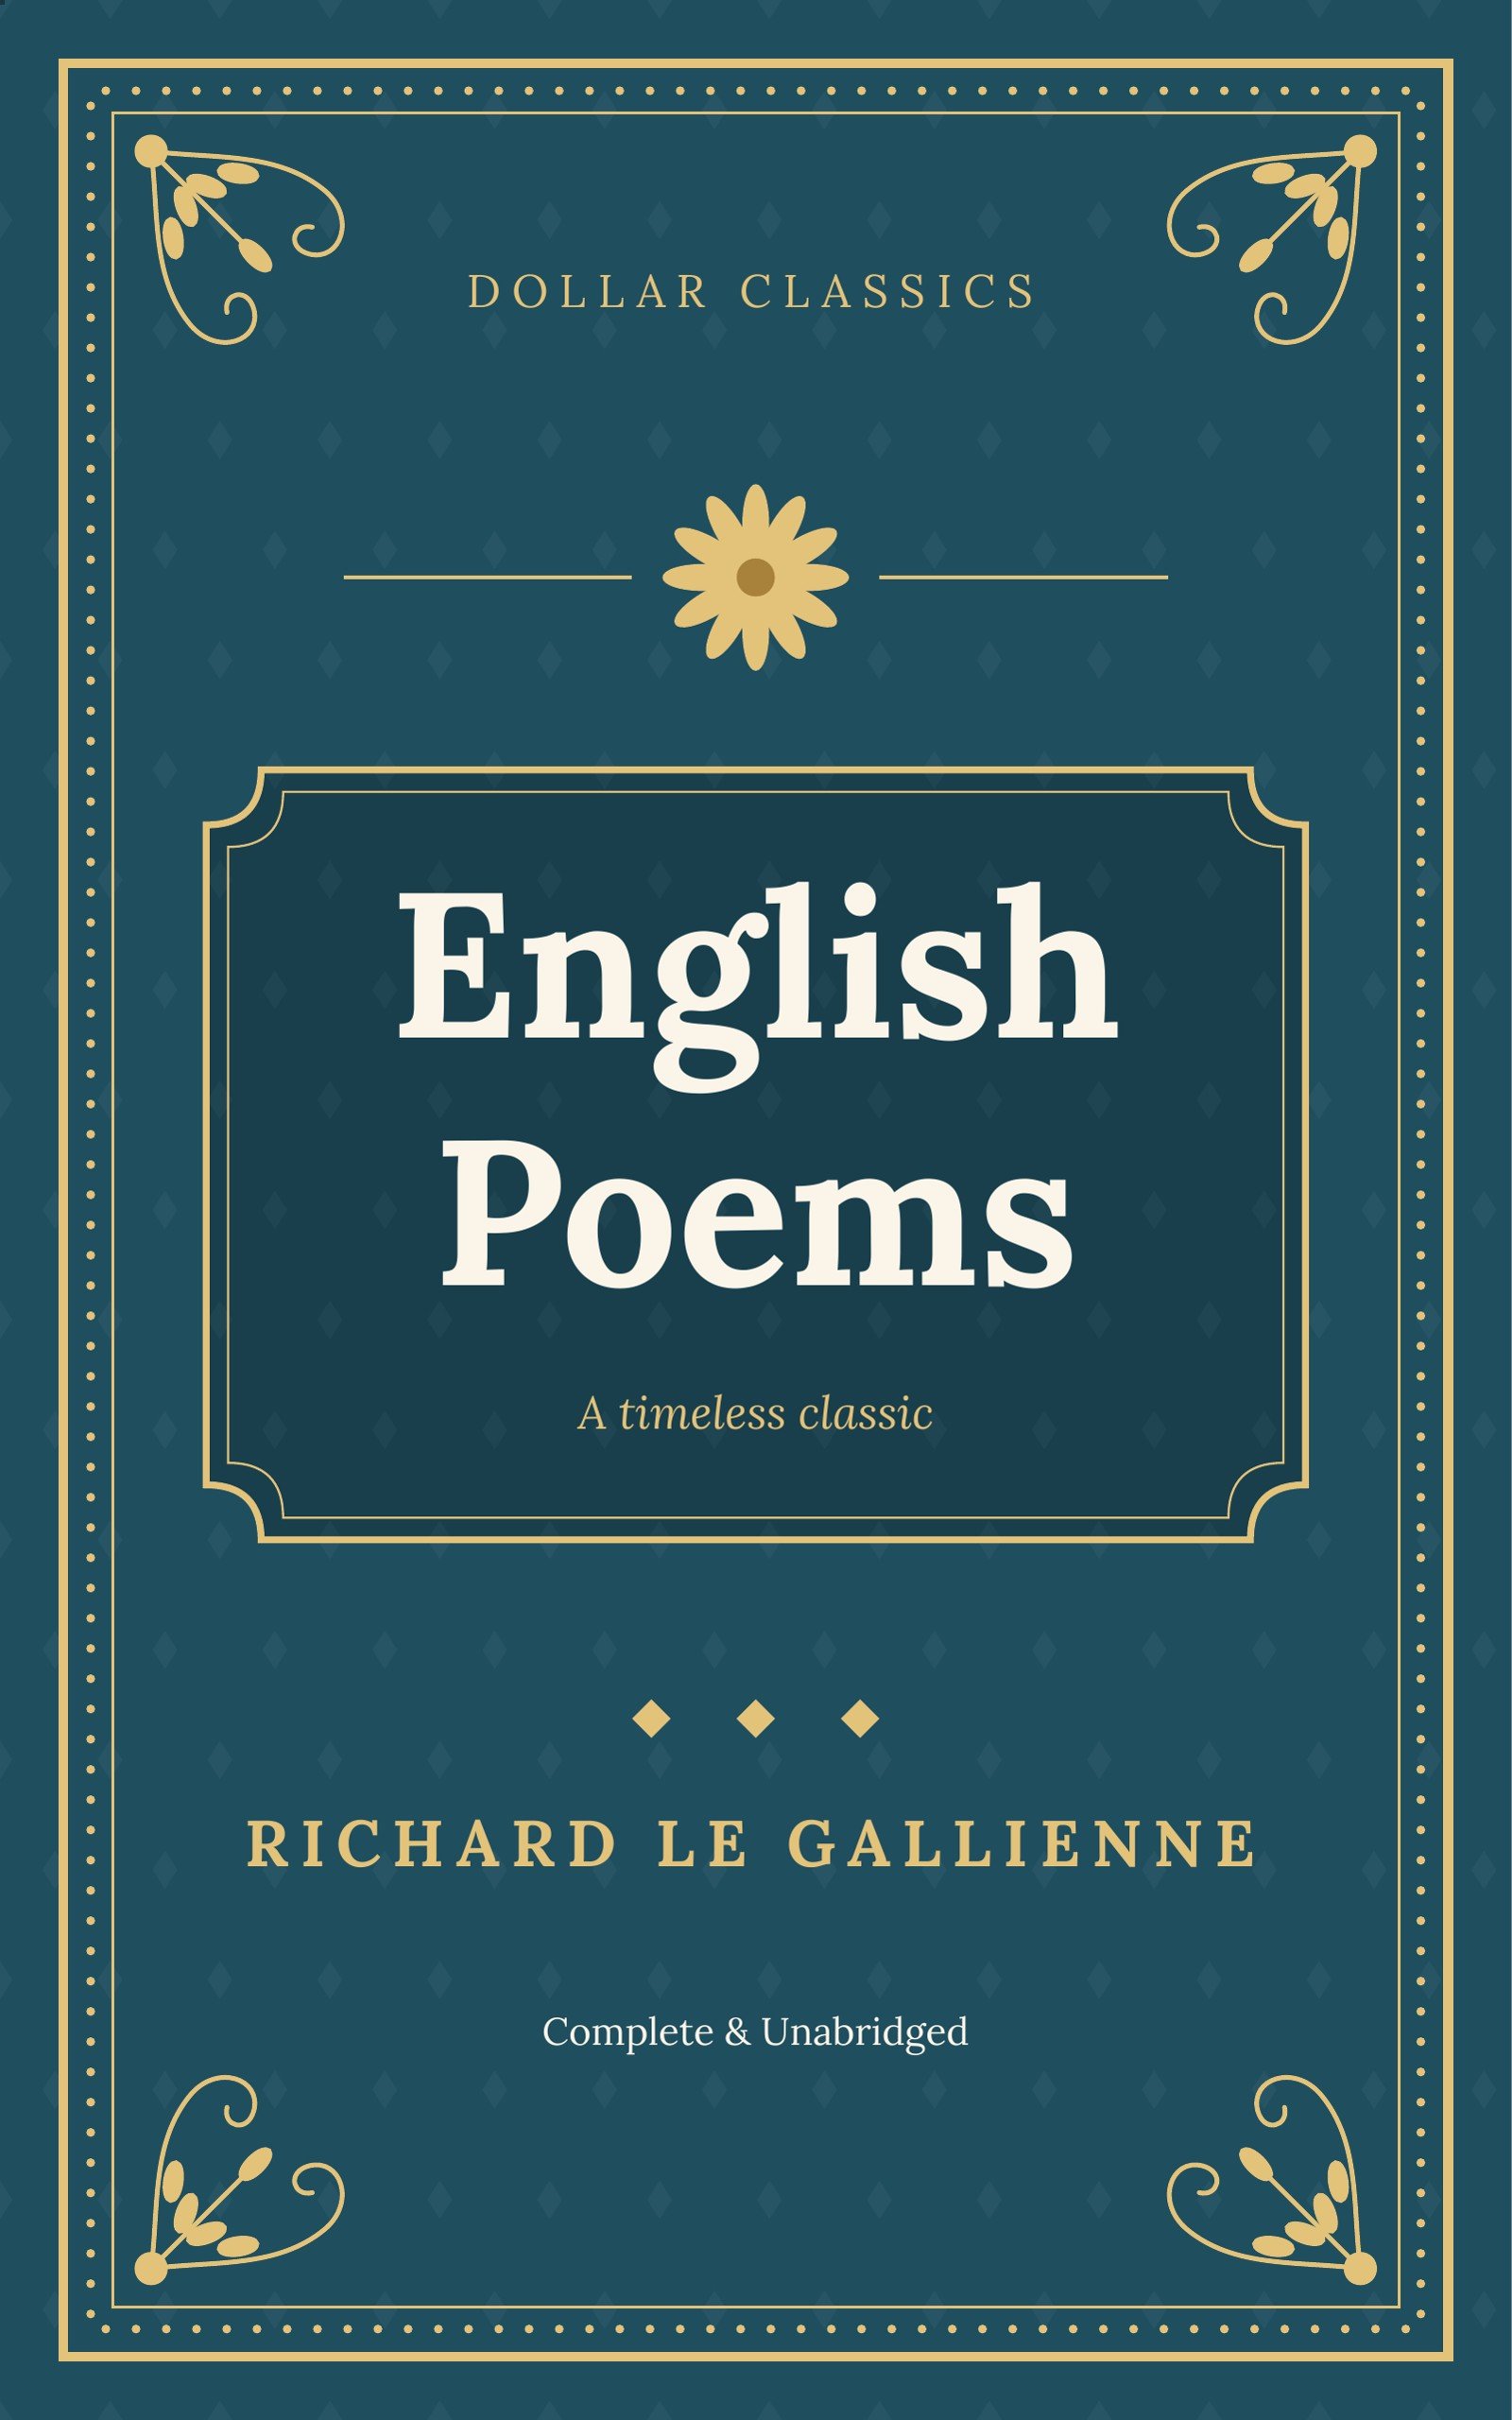 DOLLAR CLASSICS
English
Poems
A timeless classic
RICHARD LE GALLIENNE
Complete & Unabridged